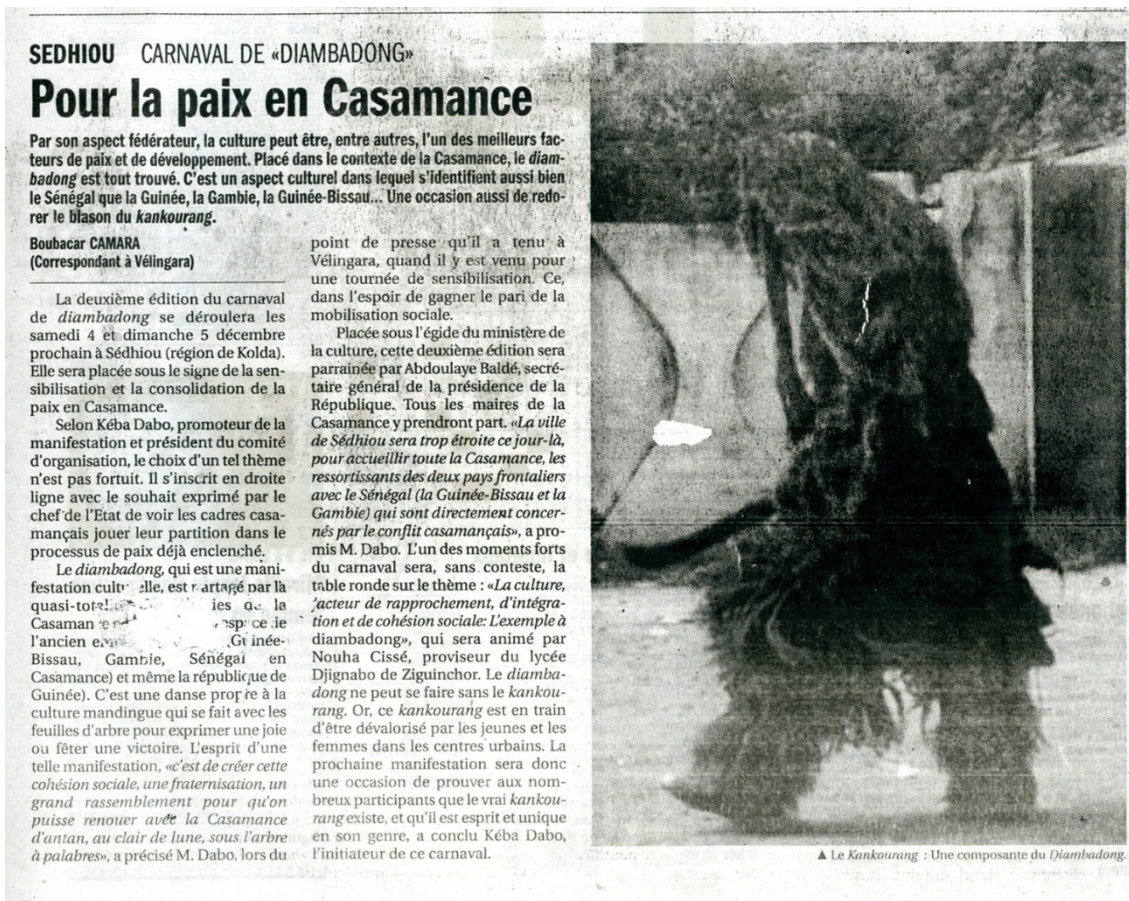 SEDHIOU CARNAVAL DE «DIAMBADONG»
Pour la paix en Casamance
Par son aspect fédérateur, la culture peut être, entre autres, l'un des meilleurs fac-
teurs de paix et de développement. Placé dans le contexte de la Casamance, le diam-
badong est tout trouvé. C'est un aspect culturel dans lequel s'identifient aussi bien
le Sénégal que la Guinée, la Gambie, la Guinée-Bissau... Une occasion aussi de redo-
rer le blason du kankourang.
Boubacar CAMARA
(Correspondant à Vélingara)
La deuxième édition du carnaval
de diambadong se déroulera les
samedi 4 et dimanche 5 décembre
prochain à Sédhiou (région de Kolda).
Elle sera placée sous le signe de la sen-
sibilisation et la consolidation de la
paix en Casamance.
Selon Kéba Dabo, promoteur de la
manifestation et président du comité
d'organisation, le choix d'un tel thème
n'est pas fortuit. Il s'inscrit en droite
ligne avec le souhait exprimé par le
chef de l'Etat de voir les cadres casa-
mançais jouer leur partition dans le
processus de paix déjà enclenché.
Le diambadong, qui est une mani-
festation culturelle, est partagé par la
de la
l'ancien Guinée-
Bissau, Gambie, Sénégal en
Casamance) et même la république de
Guinée). C'est une danse propre à la
culture mandingue qui se fait avec les
feuilles d'arbre pour exprimer une joie
ou fêter une victoire. L'esprit d'une
telle manifestation, «c'est de créer cette
cohésion sociale, une fraternisation, un
grand rassemblement pour qu'on
puisse renouer avec la Casamance
d'antan, au clair de lune, sous l'arbre
à palabres», a précisé M. Dabo, lors du
point de presse qu'il a tenu à
Vélingara, quand il y est venu pour
une tournée de sensibilisation. Ce,
dans l'espoir de gagner le pari de la
mobilisation sociale.
Placée sous l'égide du ministère de
la culture, cette deuxième édition sera
parrainée par Abdoulaye Baldé, secré-
taire général de la présidence de la
République. Tous les maires de la
Casamance y prendront part. «La ville
de Sédhiou sera trop étroite ce jour-là,
pour accueillir toute la Casamance, les
ressortissants des deux pays frontaliers
avec le Sénégal (la Guinée-Bissau et la
Gambie) qui sont directement concer-
nés par le conflit casamançais», a pro-
mis M. Dabo. L'un des moments forts
du carnaval sera, sans conteste, la
table ronde sur le thème : «La culture,
facteur de rapprochement, d'intégra-
tion et de cohésion sociale: L'exemple à
diambadong», qui sera animé par
Nouha Cissé, proviseur du lycée
Djignabo de Ziguinchor. Le diamba-
dong ne peut se faire sans le kankou-
rang. Or, ce kankourang est en train
d'être dévalorisé par les jeunes et les
femmes dans les centres urbains. La
prochaine manifestation sera donc
une occasion de prouver aux nom-
breux participants que le vrai kankou-
rang existe, et qu'il est esprit et unique
en son genre, a conclu Kéba Dabo,
l'initiateur de ce carnaval.
▲ Le Kankourang : Une composante du Diambadong.